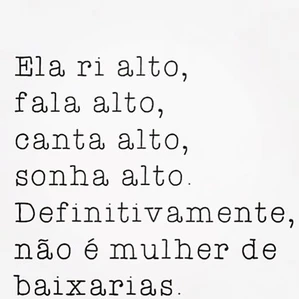 Ela ri alto,
fala alto,
canta alto,
sonha alto.
Definitivamente,
não é mulher de
baixarias.